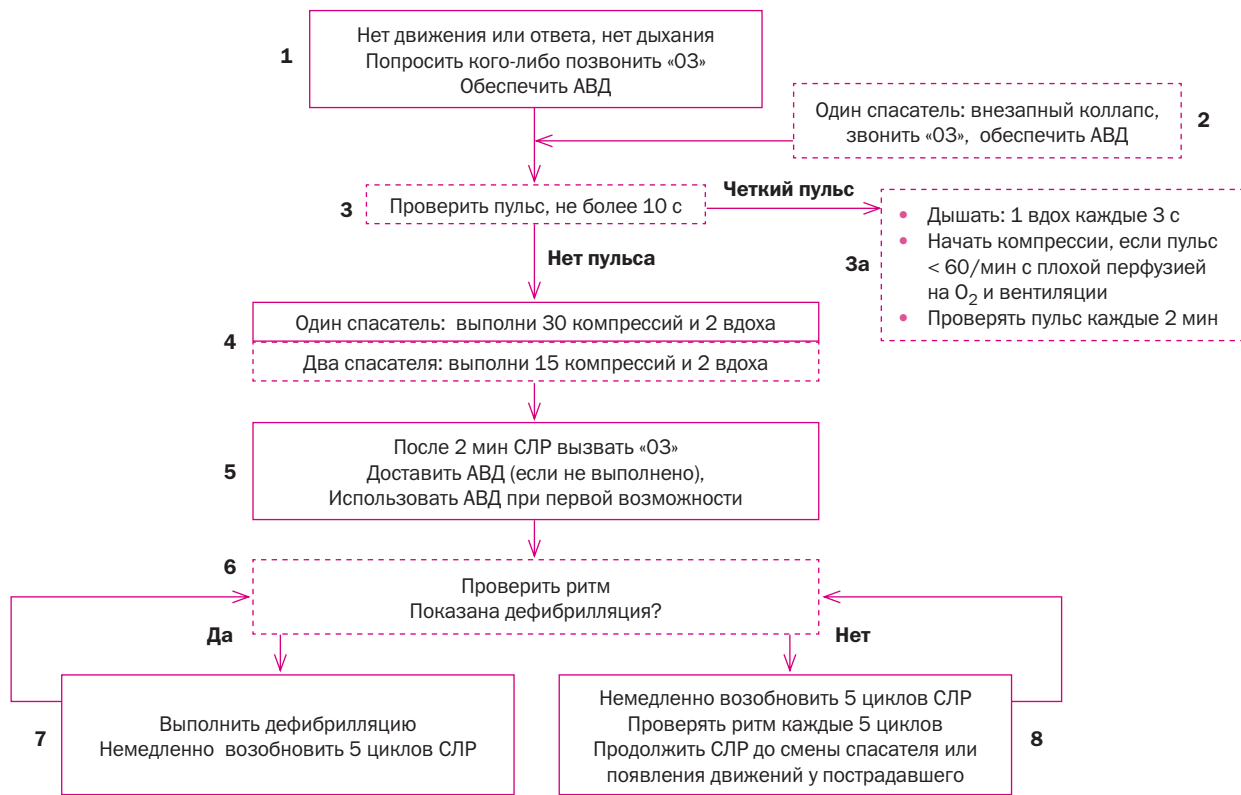 1
Нет движения или ответа, нет дыхания
Попросить кого-либо позвонить «03»
Обеспечить АВД
Один спасатель: внезапный коллапс,
звонить «03», обеспечить АВД
2
3
Проверить пульс, не более 10 с
Четкий пульс
3а
• Дышать: 1 вдох каждые 3 с
• Начать компрессии, если пульс
< 60/мин с плохой перфузией
на O₂ и вентиляции
• Проверять пульс каждые 2 мин
Нет пульса
4
Один спасатель: выполни 30 компрессий и 2 вдоха
Два спасателя: выполни 15 компрессий и 2 вдоха
5
После 2 мин СЛР вызвать «03»
Доставить АВД (если не выполнено),
Использовать АВД при первой возможности
6
Проверить ритм
Показана дефибрилляция?
Да
Нет
7
Выполнить дефибрилляцию
Немедленно возобновить 5 циклов СЛР
Немедленно возобновить 5 циклов СЛР
Проверять ритм каждые 5 циклов
Продолжить СЛР до смены спасателя или
появления движений у пострадавшего
8